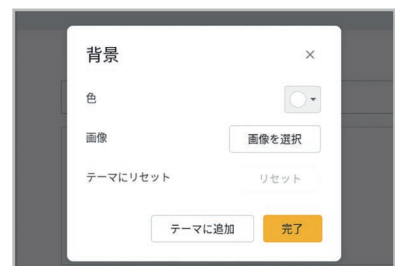 背景
色
画像
画像を選択
テーマにリセット
リセット
テーマに追加
完了